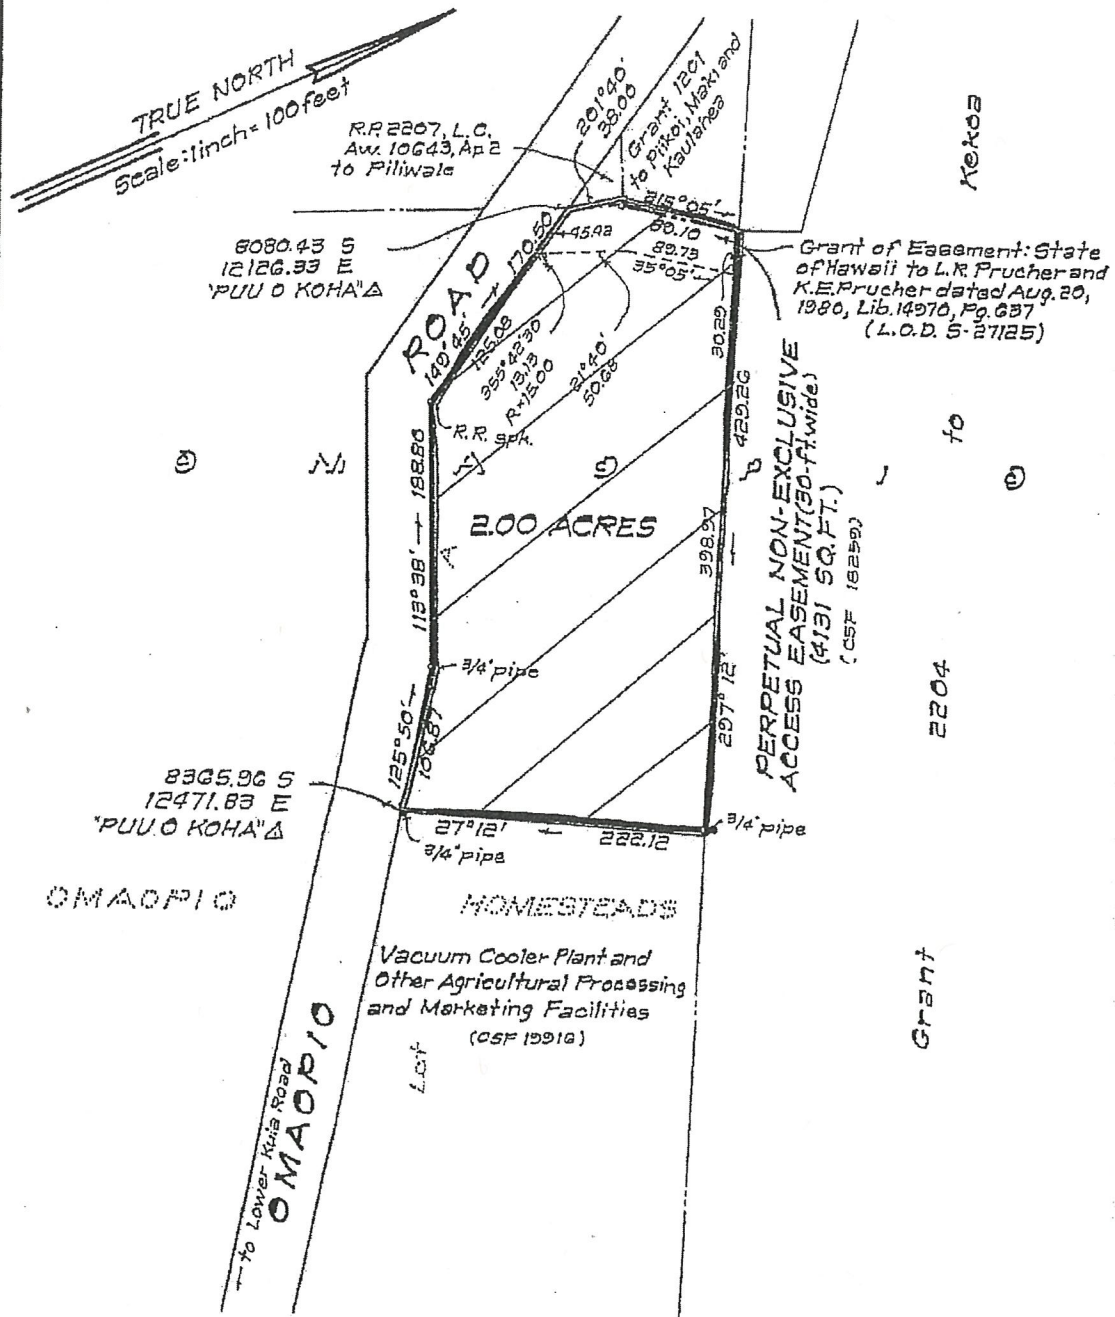 TRUE NORTH
Scale: 1inch = 100feet
R.P. 2207, L.C.
Aw. 10643, Ap. 2
to Piliwale
201°40'
38.00
Grant 1201
to Piikoi, Maki and
Kaulahea
Kekoa
8080.43 S
12126.33 E
"PUU O KOHA" Δ
215°05'
89.10
45.42
89.73
35°05'
Grant of Easement: State
of Hawaii to L.R. Prucher and
K.E. Prucher dated Aug. 20,
1980, Lib. 14970, Pg. 637
(L.O.D. S-27125)
ROAD
149°45'
170.50
125.08
355°42'30
13.13
R=15.00
21°40'
50.68
30.29
429.26
R.R. spk.
188.80
113°38'
2.00 ACRES
398.97
297°12'
PERPETUAL NON-EXCLUSIVE
ACCESS EASEMENT (30-ft. wide)
(4131 SQ. FT.)
(CSF 18259)
to
2204
Grant
3/4" pipe
125°50'
106.87
8365.96 S
12471.83 E
"PUU O KOHA" Δ
27°12'
222.12
3/4" pipe
3/4" pipe
OMAOPIO
HOMESTEADS
Vacuum Cooler Plant and
Other Agricultural Processing
and Marketing Facilities
(CSF 19916)
Lot
to Lower Kula Road
OMAOPIO